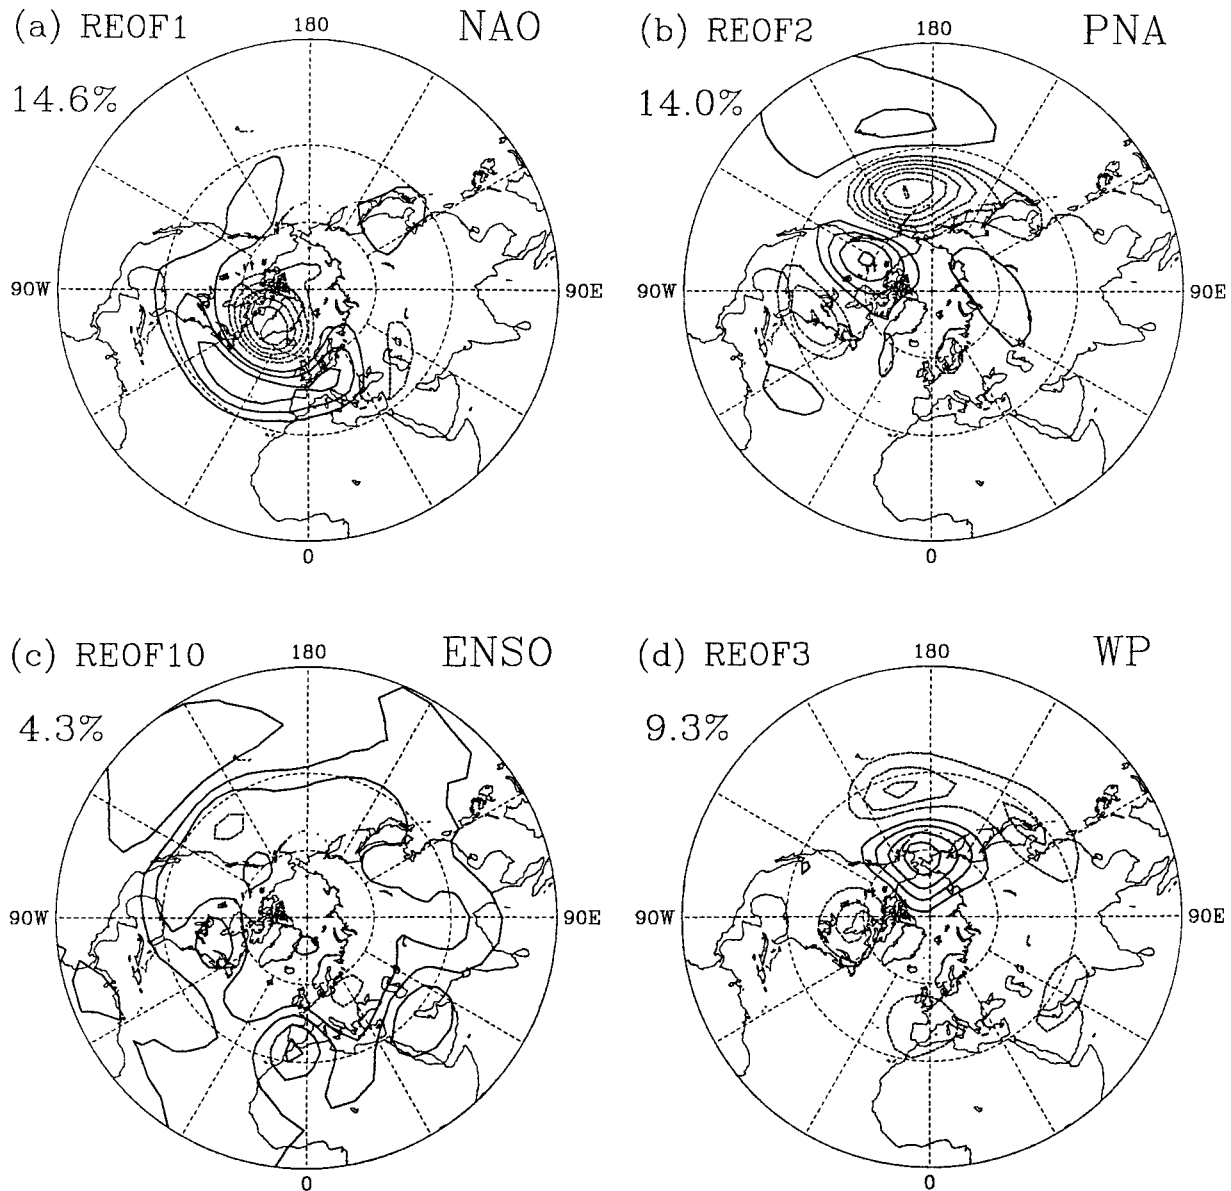 (a) REOF1 180 NAO
14.6%
90W 90E
0
(b) REOF2 180 PNA
14.0%
90W 90E
0
(c) REOF10 180 ENSO
4.3%
90W 90E
0
(d) REOF3 180 WP
9.3%
90W 90E
0